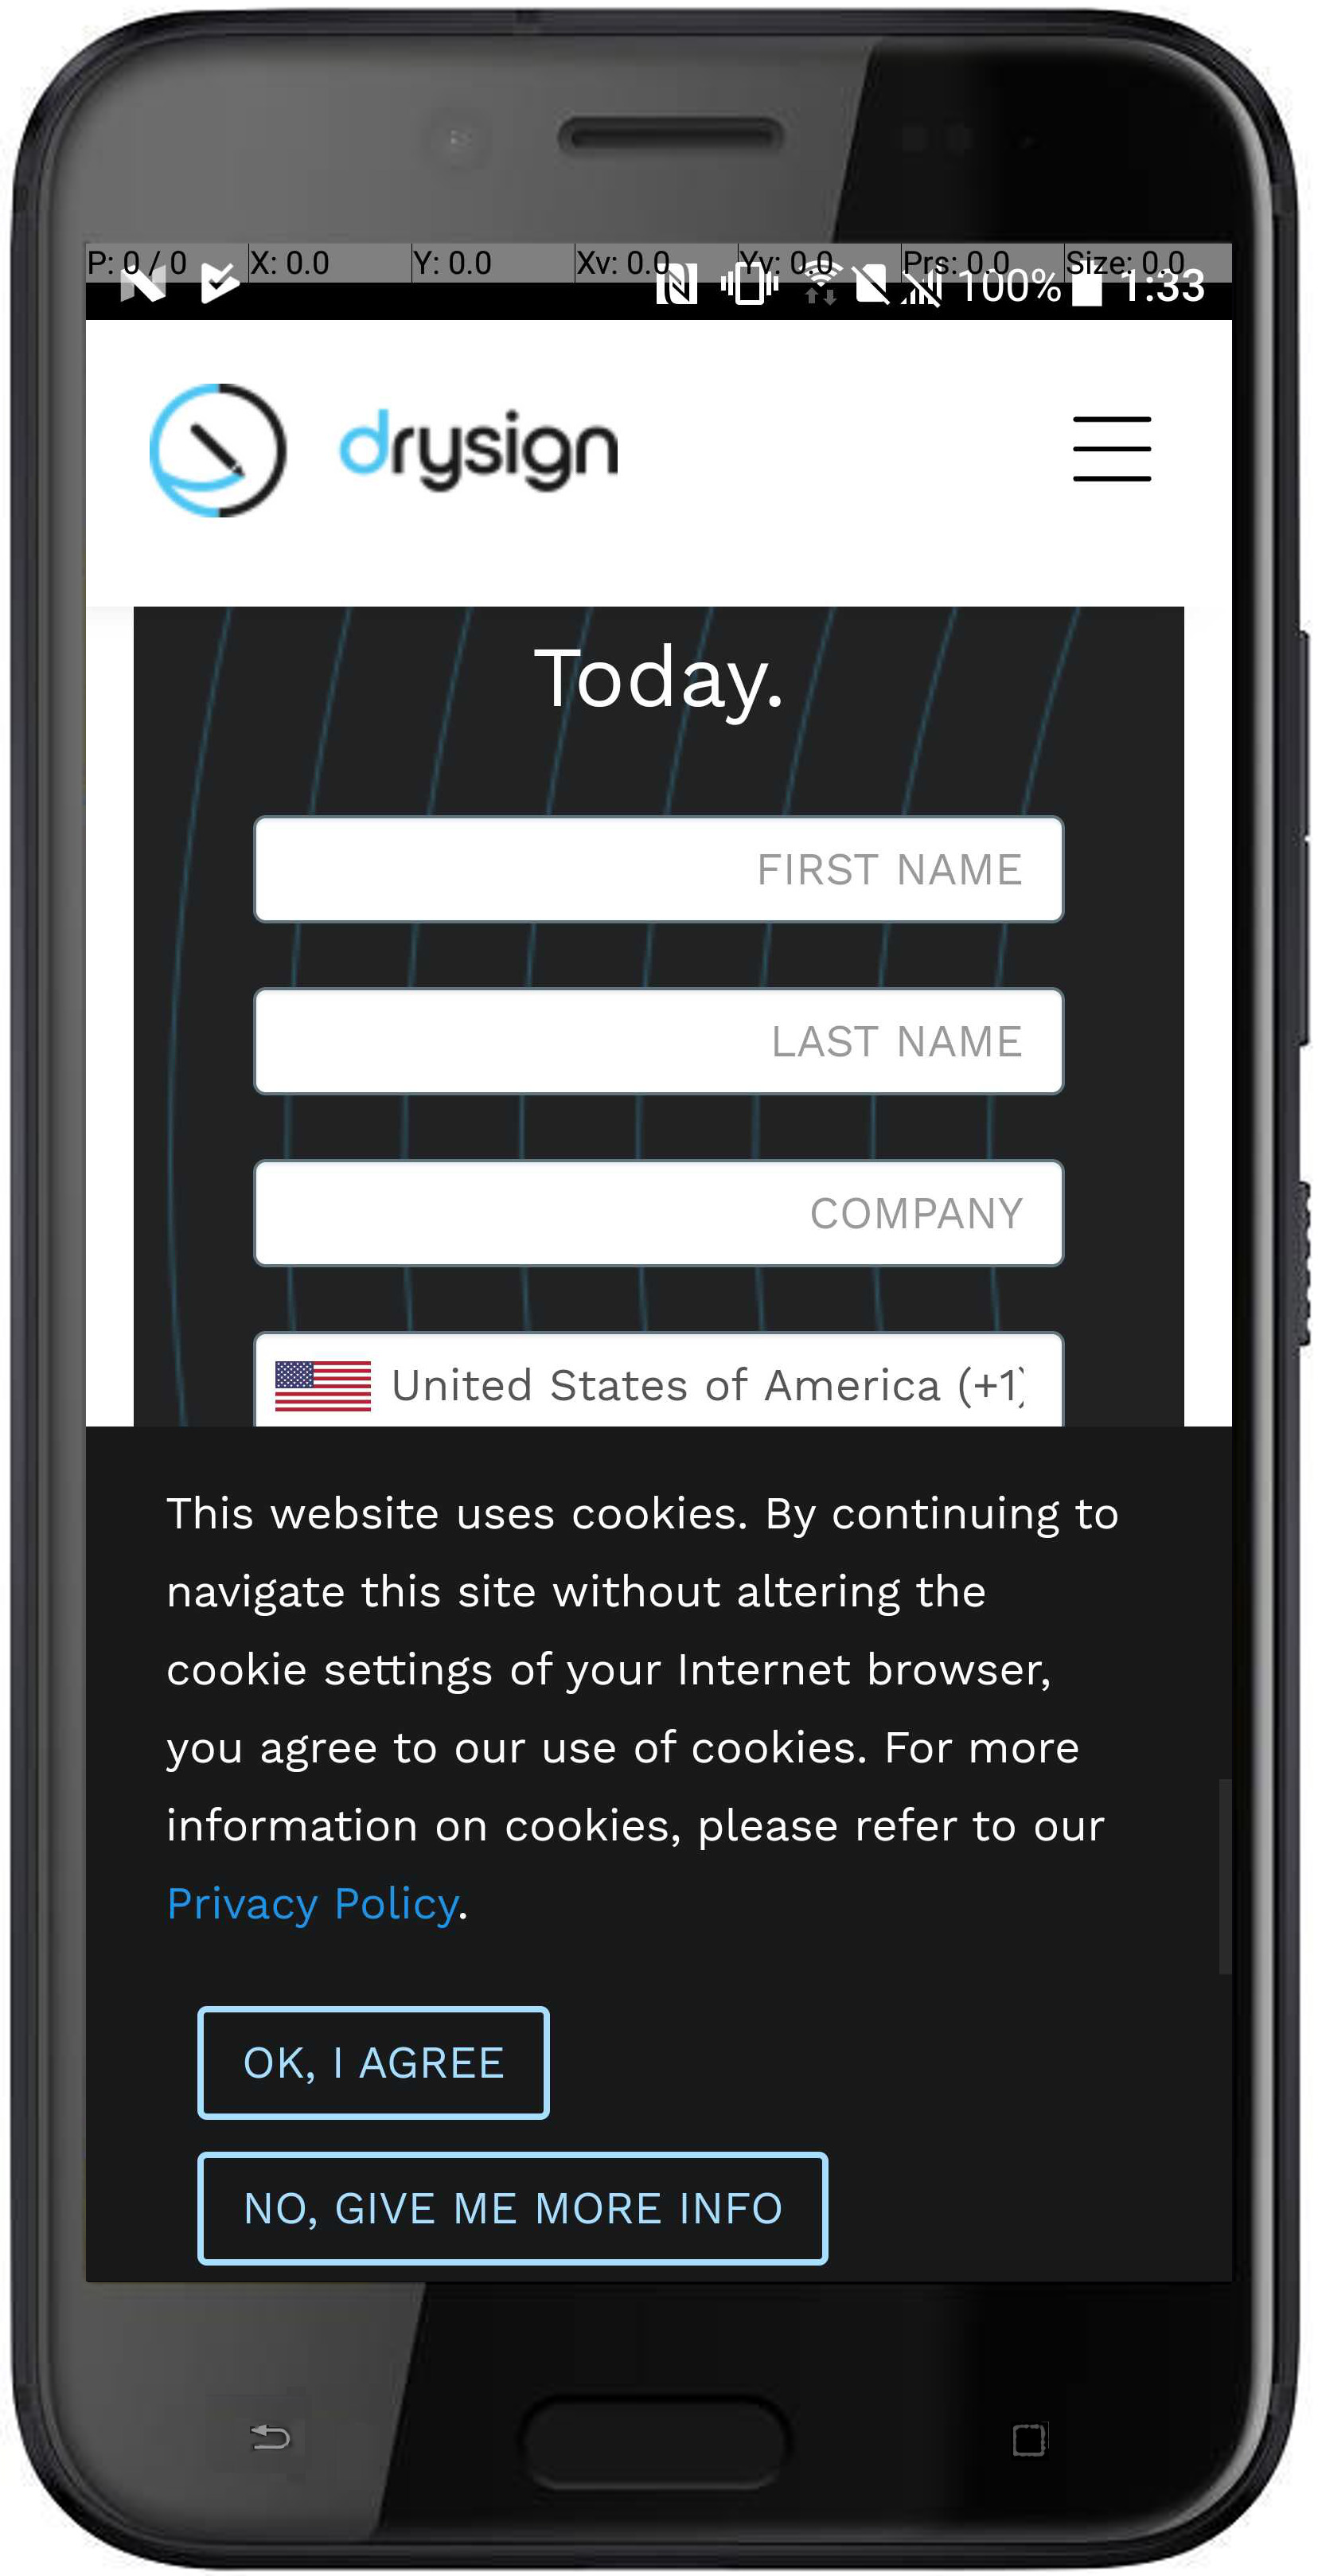 P: 0 / 0 X: 0.0 Y: 0.0 Xv: 0.0 Yv: 0.0 Prs: 0.0 Size: 0.0
100% 1:33
drysign
Today.
FIRST NAME
LAST NAME
COMPANY
United States of America (+1)
This website uses cookies. By continuing to
navigate this site without altering the
cookie settings of your Internet browser,
you agree to our use of cookies. For more
information on cookies, please refer to our
Privacy Policy.
OK, I AGREE
NO, GIVE ME MORE INFO